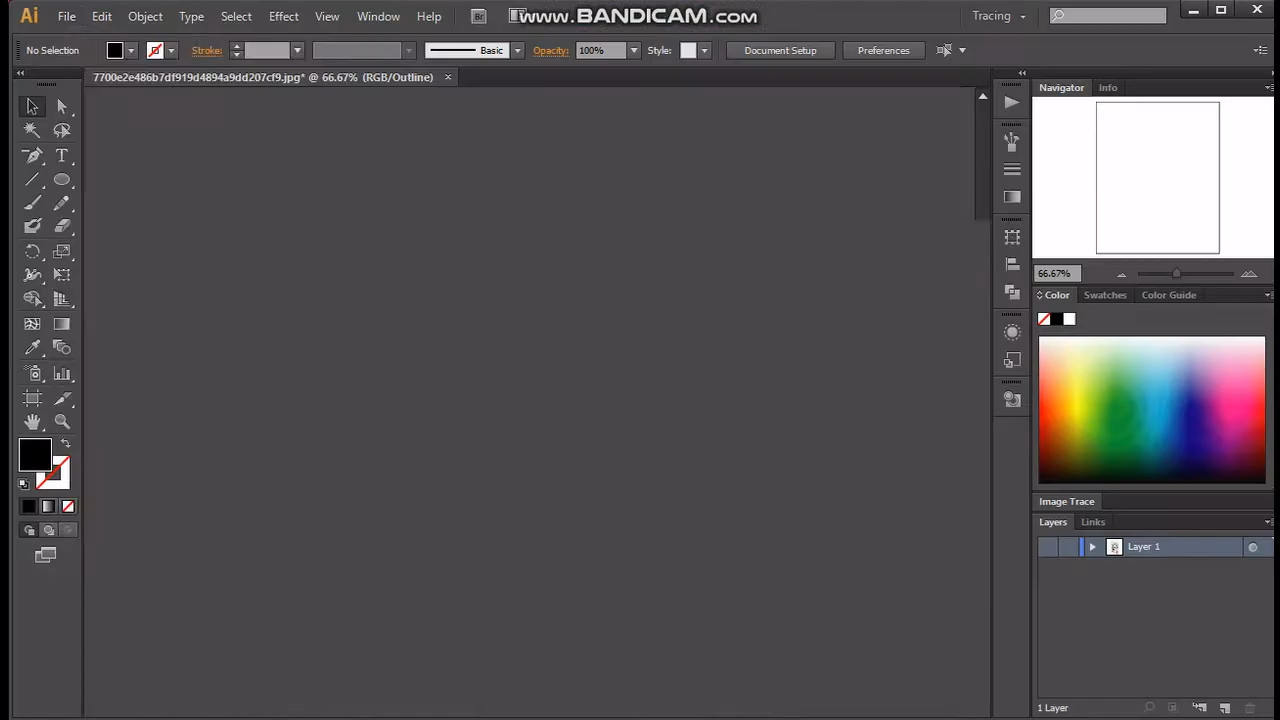 Ai File Edit Object Type Select Effect View Window Help Br www.BANDICAM.com Tracing
No Selection Stroke: Basic Opacity: 100% Style: Document Setup Preferences
7700e2e486b7df919d4894a9dd207cf9.jpg* @ 66.67% (RGB/Outline) ×
Navigator Info
66.67%
Color Swatches Color Guide
Image Trace
Layers Links
Layer 1
1 Layer